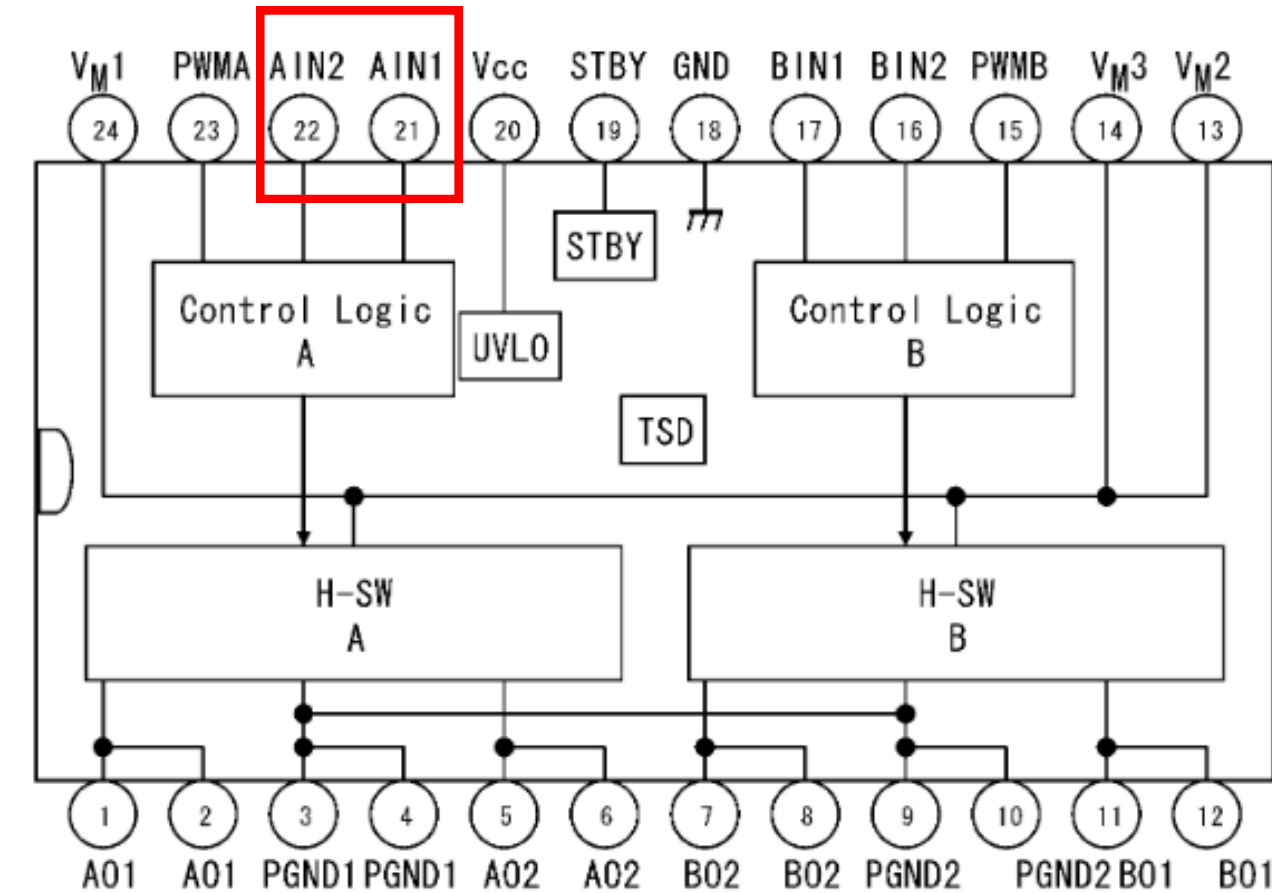 VM1 PWMA AIN2 AIN1 Vcc STBY GND BIN1 BIN2 PWMB VM3 VM2
24 23 22 21 20 19 18 17 16 15 14 13
STBY
Control Logic
A
UVLO
Control Logic
B
TSD
H-SW
A
H-SW
B
1 2 3 4 5 6 7 8 9 10 11 12
AO1 AO1 PGND1 PGND1 AO2 AO2 BO2 BO2 PGND2 PGND2 BO1 BO1